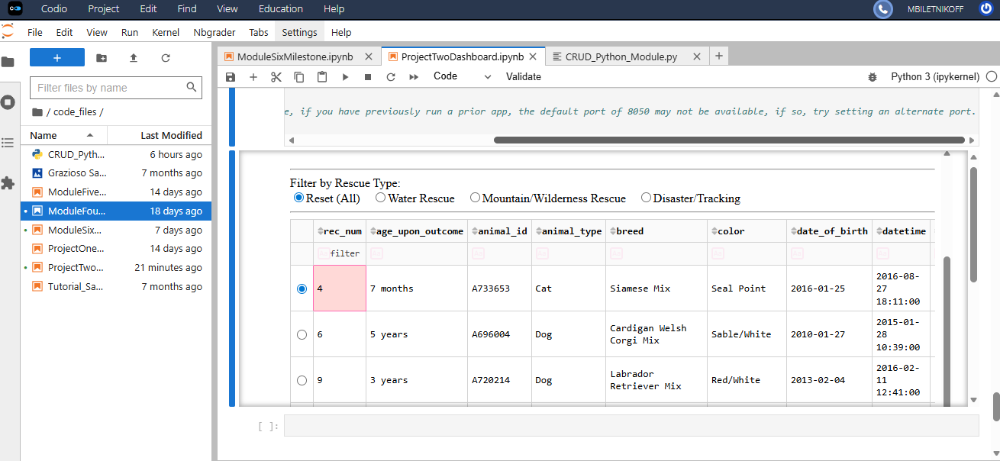 Codio Project Edit Find View Education Help MBILETNIKOFF
File Edit View Run Kernel Nbgrader Tabs Settings Help
+
Filter files by name
/ code_files /
Name Last Modified
CRUD_Pyth... 6 hours ago
Grazioso Sa... 7 months ago
ModuleFive... 14 days ago
ModuleFou... 18 days ago
ModuleSix... 7 days ago
ProjectOne... 14 days ago
ProjectTwo... 21 minutes ago
Tutorial_Sa... 7 months ago
ModuleSixMilestone.ipynb ProjectTwoDashboard.ipynb CRUD_Python_Module.py
Code Validate Python 3 (ipykernel)
e, if you have previously run a prior app, the default port of 8050 may not be available, if so, try setting an alternate port.
Filter by Rescue Type:
Reset (All) Water Rescue Mountain/Wilderness Rescue Disaster/Tracking
rec_num age_upon_outcome animal_id animal_type breed color date_of_birth datetime
Aa filter Aa Aa Aa Aa Aa Aa Aa
4 7 months A733653 Cat Siamese Mix Seal Point 2016-01-25 2016-08-27 18:11:00
6 5 years A696004 Dog Cardigan Welsh Corgi Mix Sable/White 2010-01-27 2015-01-28 10:39:00
9 3 years A720214 Dog Labrador Retriever Mix Red/White 2013-02-04 2016-02-11 12:41:00
[ ]: